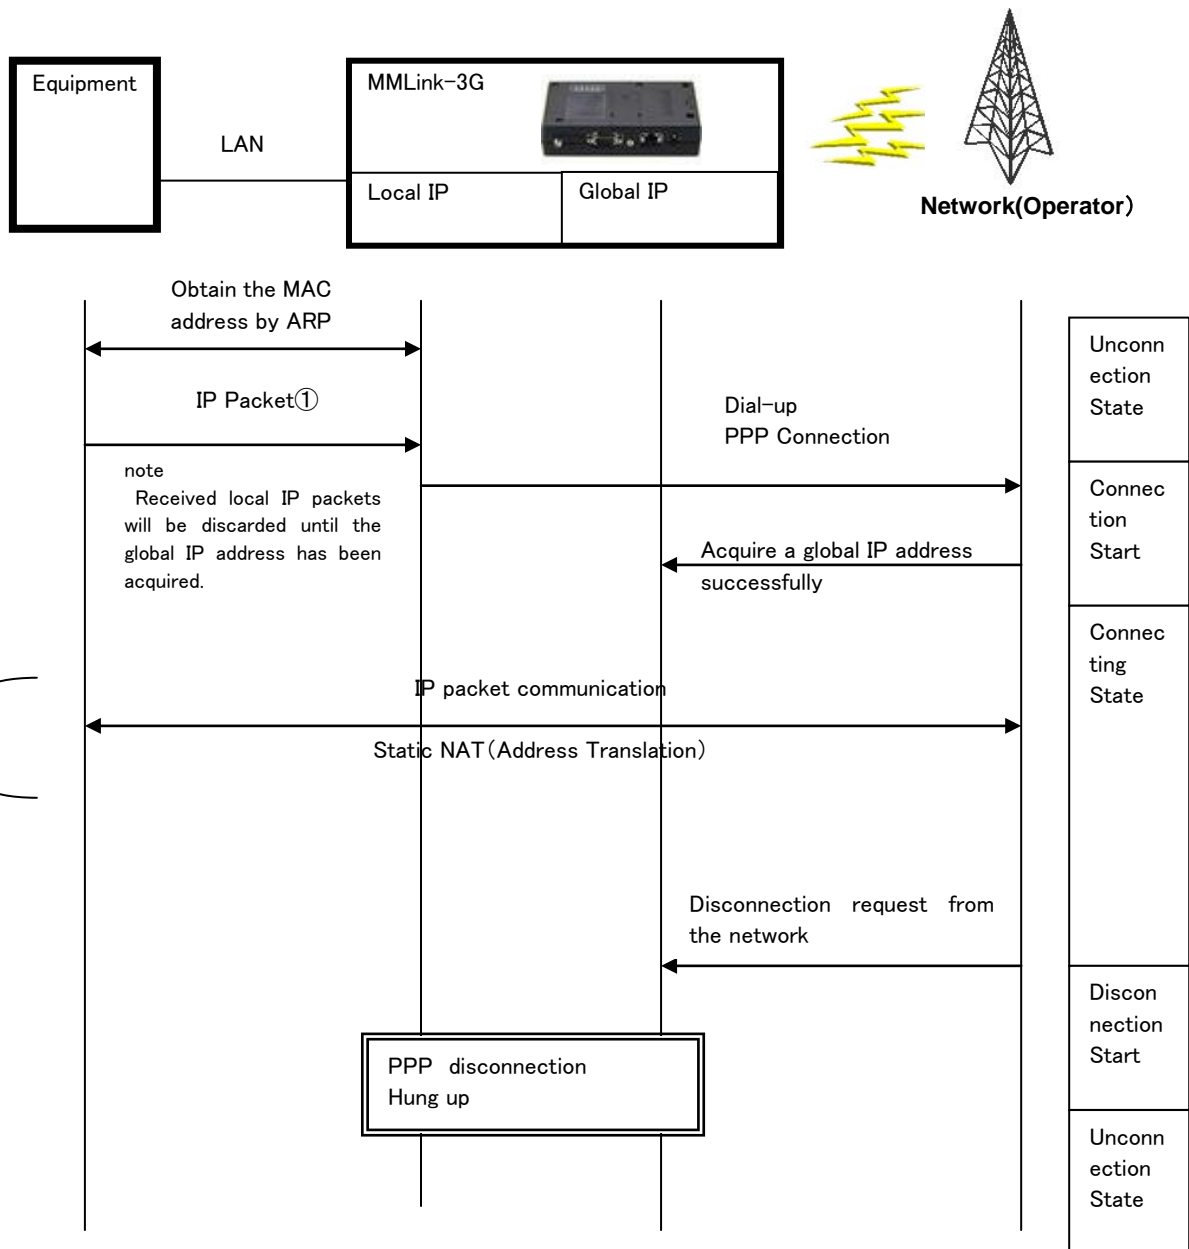 Equipment
LAN
MMLink-3G
Local IP
Global IP
Network(Operator）
Obtain the MAC
address by ARP
IP Packet①
note
Received local IP packets
will be discarded until the
global IP address has been
acquired.
Dial-up
PPP Connection
Acquire a global IP address
successfully
IP packet communication
Static NAT（Address Translation）
Disconnection request from
the network
PPP disconnection
Hung up
Unconn
ection
State
Connec
tion
Start
Connec
ting
State
Discon
nection
Start
Unconn
ection
State